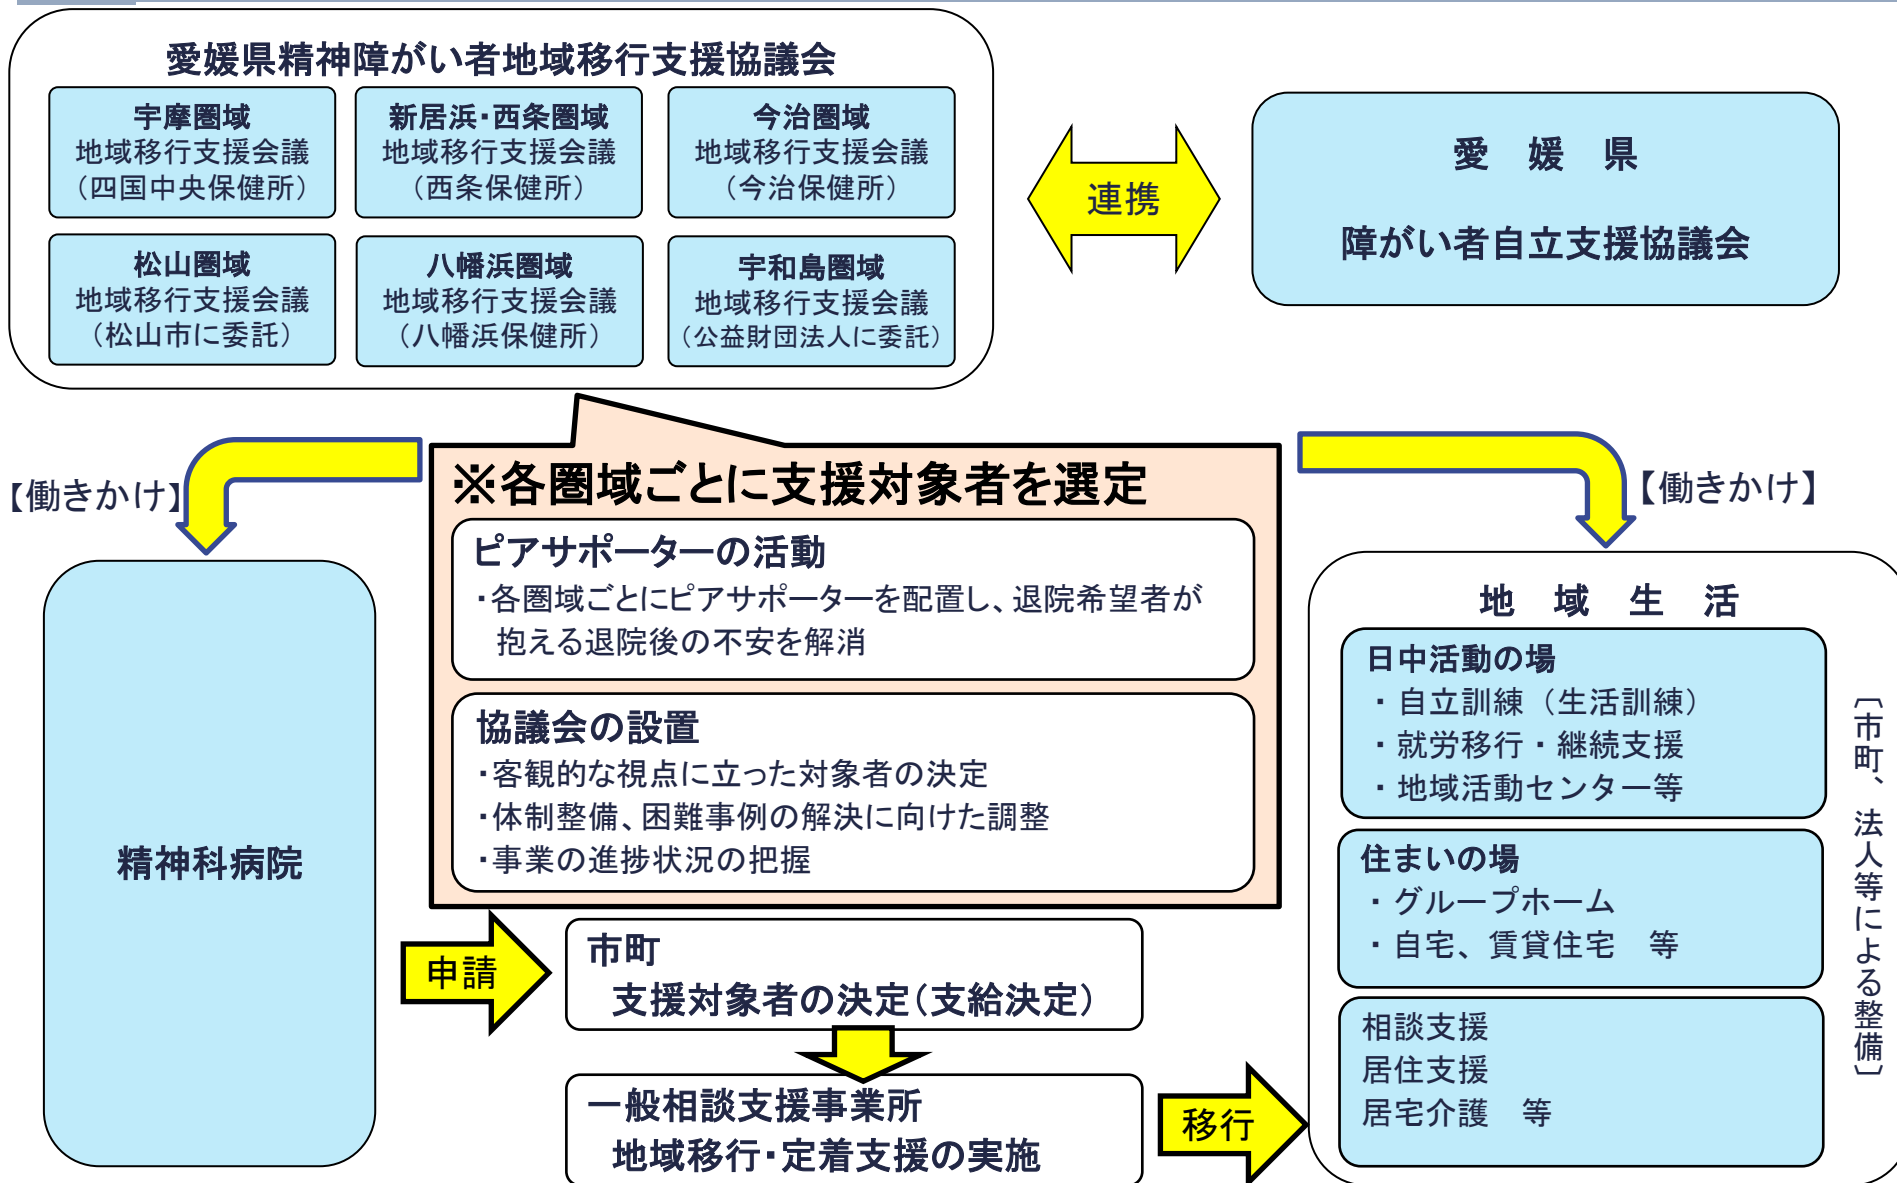 愛媛県精神障がい者地域移行支援協議会
宇摩圏域
地域移行支援会議
（四国中央保健所）
新居浜・西条圏域
地域移行支援会議
（西条保健所）
今治圏域
地域移行支援会議
（今治保健所）
松山圏域
地域移行支援会議
（松山市に委託）
八幡浜圏域
地域移行支援会議
（八幡浜保健所）
宇和島圏域
地域移行支援会議
（公益財団法人に委託）
連携
愛　媛　県
障がい者自立支援協議会
【働きかけ】
※各圏域ごとに支援対象者を選定
ピアサポーターの活動
・各圏域ごとにピアサポーターを配置し、退院希望者が
抱える退院後の不安を解消
協議会の設置
・客観的な視点に立った対象者の決定
・体制整備、困難事例の解決に向けた調整
・事業の進捗状況の把握
【働きかけ】
精神科病院
申請
市町
支援対象者の決定（支給決定）
一般相談支援事業所
地域移行・定着支援の実施
移行
地　域　生　活
日中活動の場
・自立訓練（生活訓練）
・就労移行・継続支援
・地域活動センター等
住まいの場
・グループホーム
・自宅、賃貸住宅　等
相談支援
居住支援
居宅介護　等
〔市町、法人等による整備〕